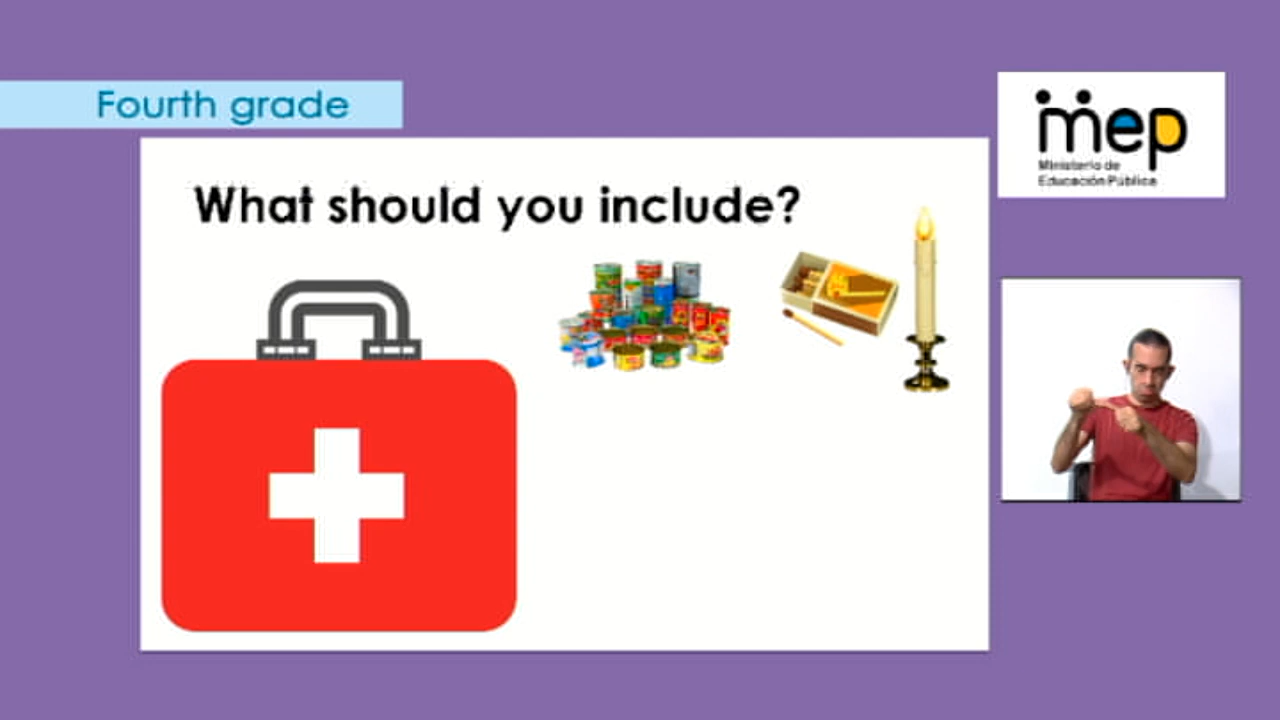 Fourth grade
What should you include?
mep
Ministerio de
Educación Pública